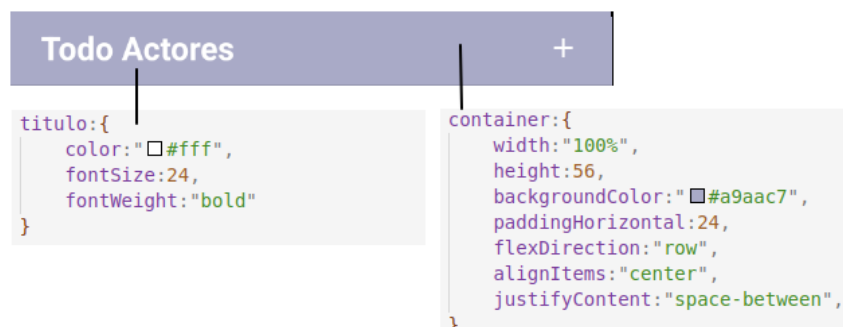 Todo Actores +
titulo:{
color:"#fff",
fontSize:24,
fontWeight:"bold"
}
container:{
width:"100%",
height:56,
backgroundColor:"#a9aac7",
paddingHorizontal:24,
flexDirection:"row",
alignItems:"center",
justifyContent:"space-between",
}